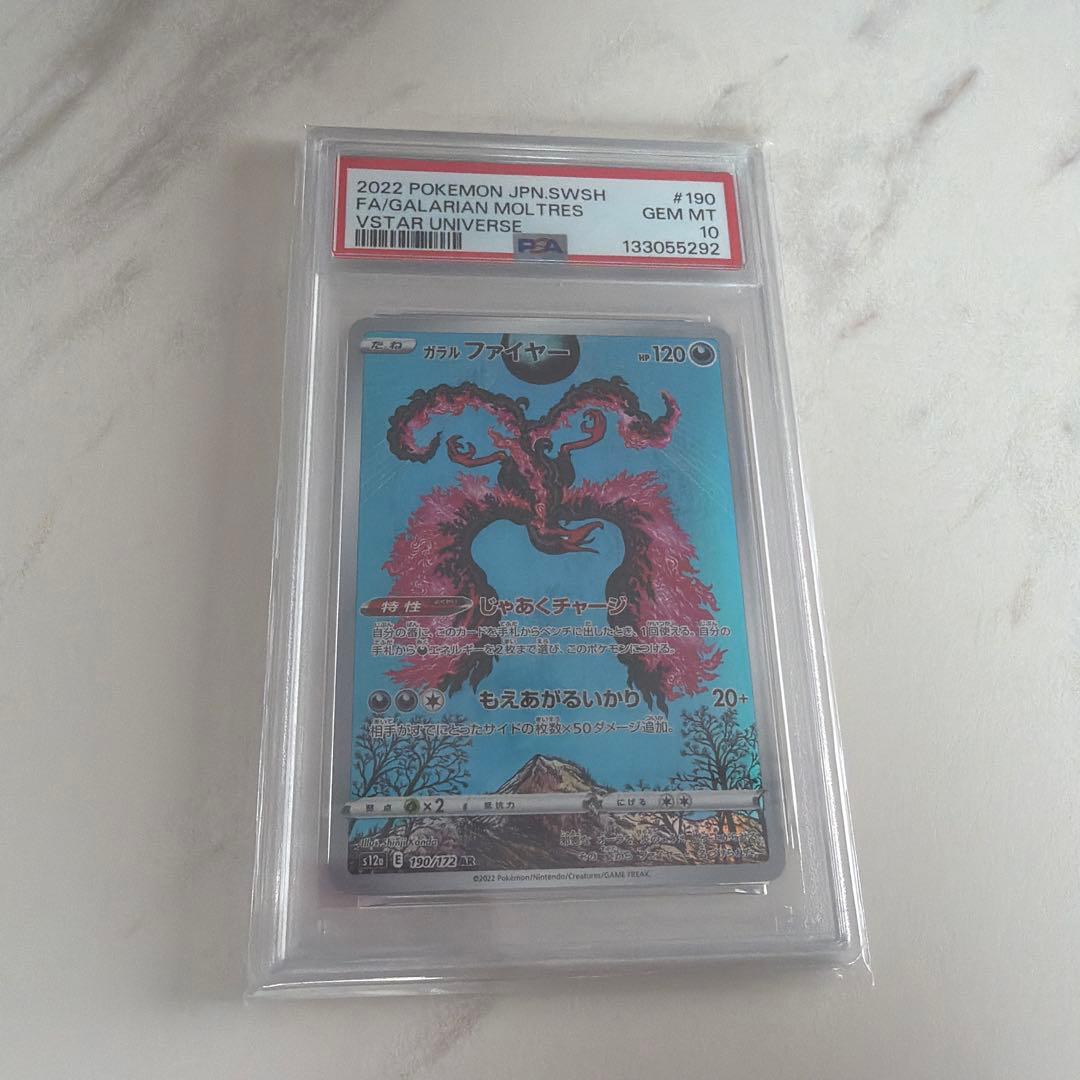 2022 POKEMON JPN.SWSH #190
FA/GALARIAN MOLTRES GEM MT
VSTAR UNIVERSE 10
PSA 133055292
たね ガラル ファイヤー HP 120
特性 じゃあくチャージ
自分の番に、このカードを手札からベンチに出したとき、1回使える。自分の
手札からエネルギーを2枚まで選び、このポケモンにつける。
もえあがるいかり 20+
相手がすでにとったサイドの枚数×50ダメージ追加。
弱点 ×2 抵抗力 にげる
Illus. Shinji Kanda
s12a E 190/172 AR
©2022 Pokémon/Nintendo/Creatures/GAME FREAK.